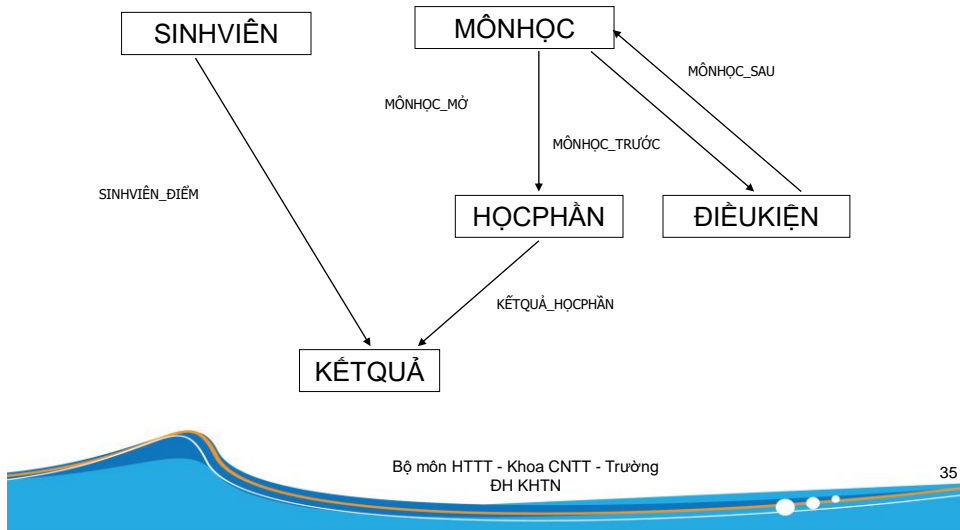 SINHVIÊN
MÔNHỌC
MÔNHỌC_SAU
MÔNHỌC_MỞ
MÔNHỌC_TRƯỚC
SINHVIÊN_ĐIỂM
HỌCPHẦN
ĐIỀUKIỆN
KẾTQUẢ_HỌCPHẦN
KẾTQUẢ
Bộ môn HTTT - Khoa CNTT - Trường
ĐH KHTN
35